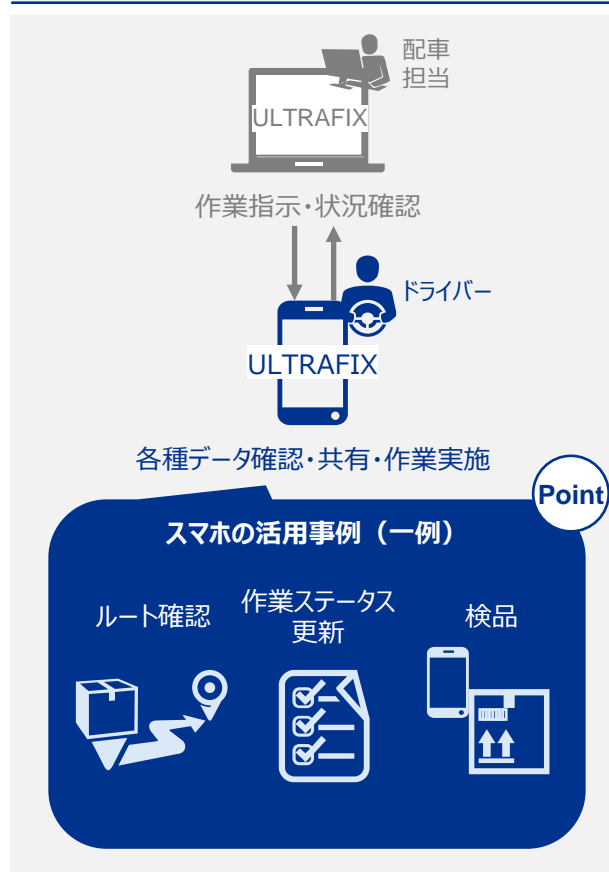 配車
担当
ULTRAFIX
作業指示・状況確認
ドライバー
ULTRAFIX
各種データ確認・共有・作業実施
Point
スマホの活用事例（一例）
ルート確認
作業ステータス
更新
検品